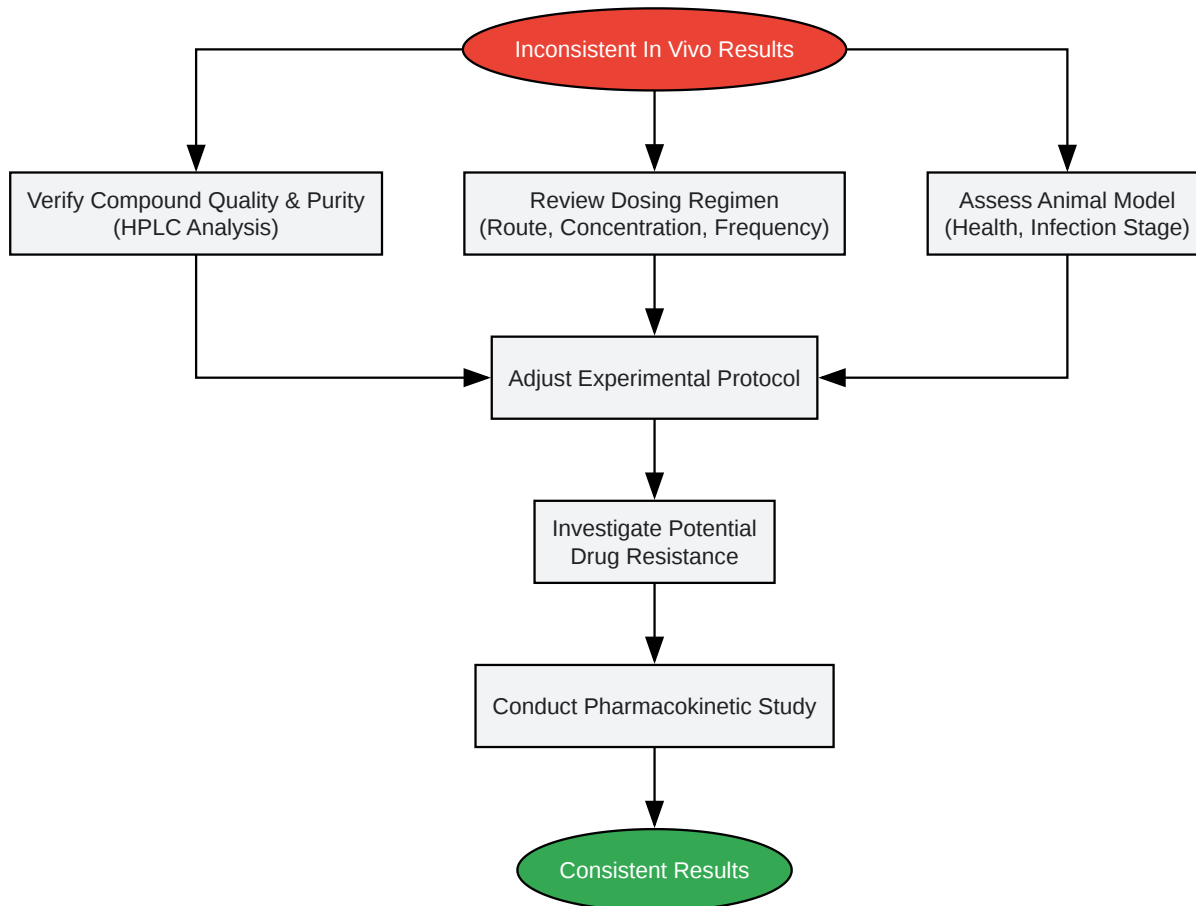 Inconsistent In Vivo Results
Verify Compound Quality & Purity
(HPLC Analysis)
Review Dosing Regimen
(Route, Concentration, Frequency)
Assess Animal Model
(Health, Infection Stage)
Adjust Experimental Protocol
Investigate Potential
Drug Resistance
Conduct Pharmacokinetic Study
Consistent Results